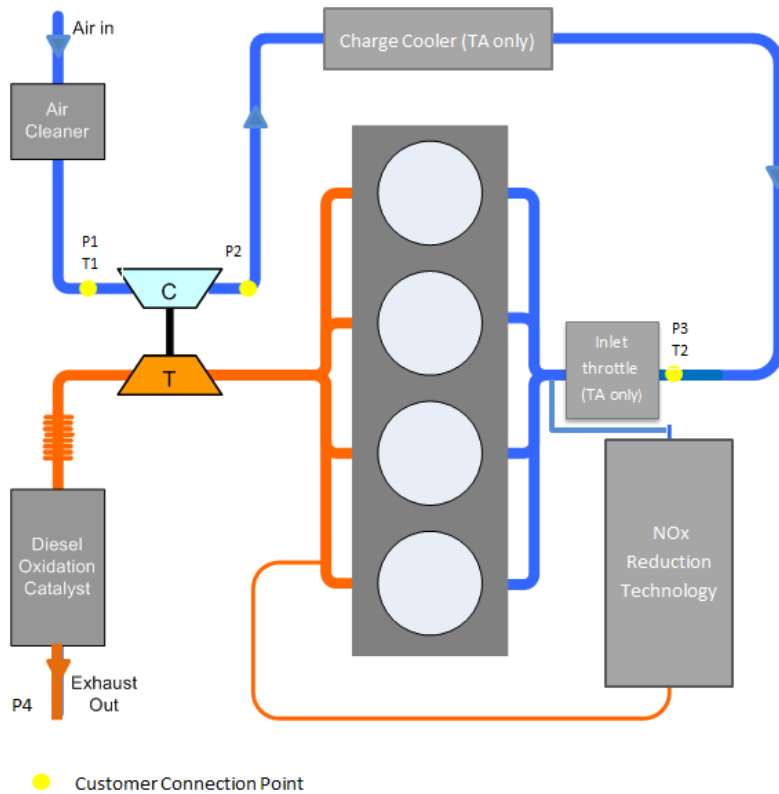 Air in
Charge Cooler (TA only)
Air
Cleaner
P1
T1
P2
C
P3
T2
Inlet
throttle
(TA only)
T
Diesel
Oxidation
Catalyst
NOx
Reduction
Technology
P4
Exhaust
Out
Customer Connection Point